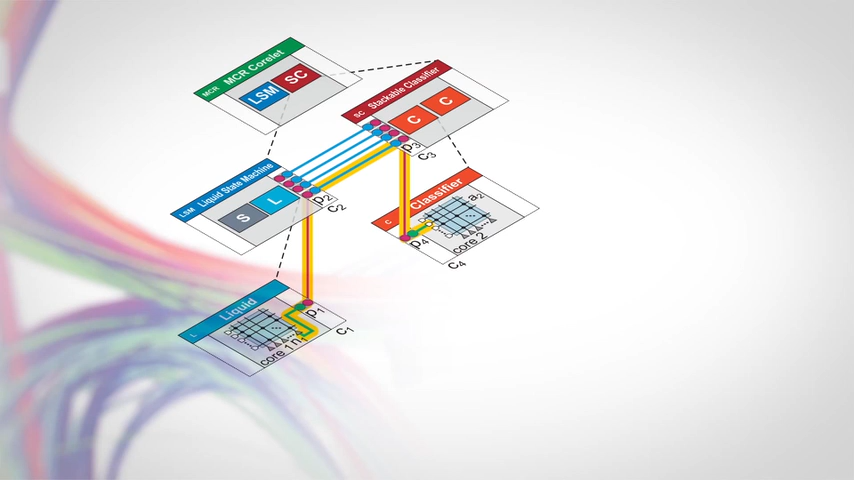 MCR MCR Corelet
LSM SC
SC Stackable Classifier
C C
p3
c3
LSM Liquid State Machine
S L
p2
c2
C Classifier
a2
core 2
p4
c4
L Liquid
p1
c1
core 1 n1